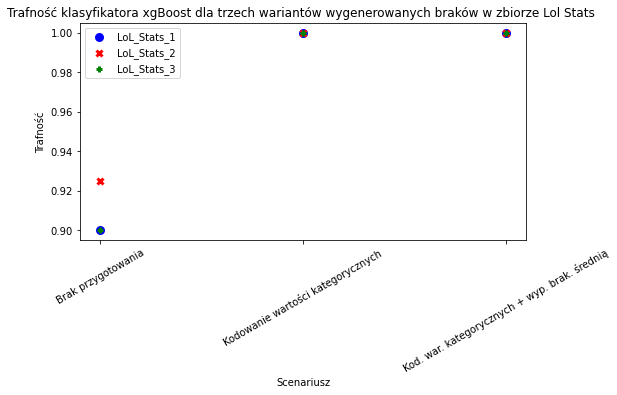 Trafność klasyfikatora xgBoost dla trzech wariantów wygenerowanych braków w zbiorze Lol Stats
LoL_Stats_1
LoL_Stats_2
LoL_Stats_3
1.00
0.98
0.96
0.94
0.92
0.90
Trafność
Brak przygotowania
Kodowanie wartości kategorycznych
Kod. war. kategorycznych + wyp. brak. średnią
Scenariusz